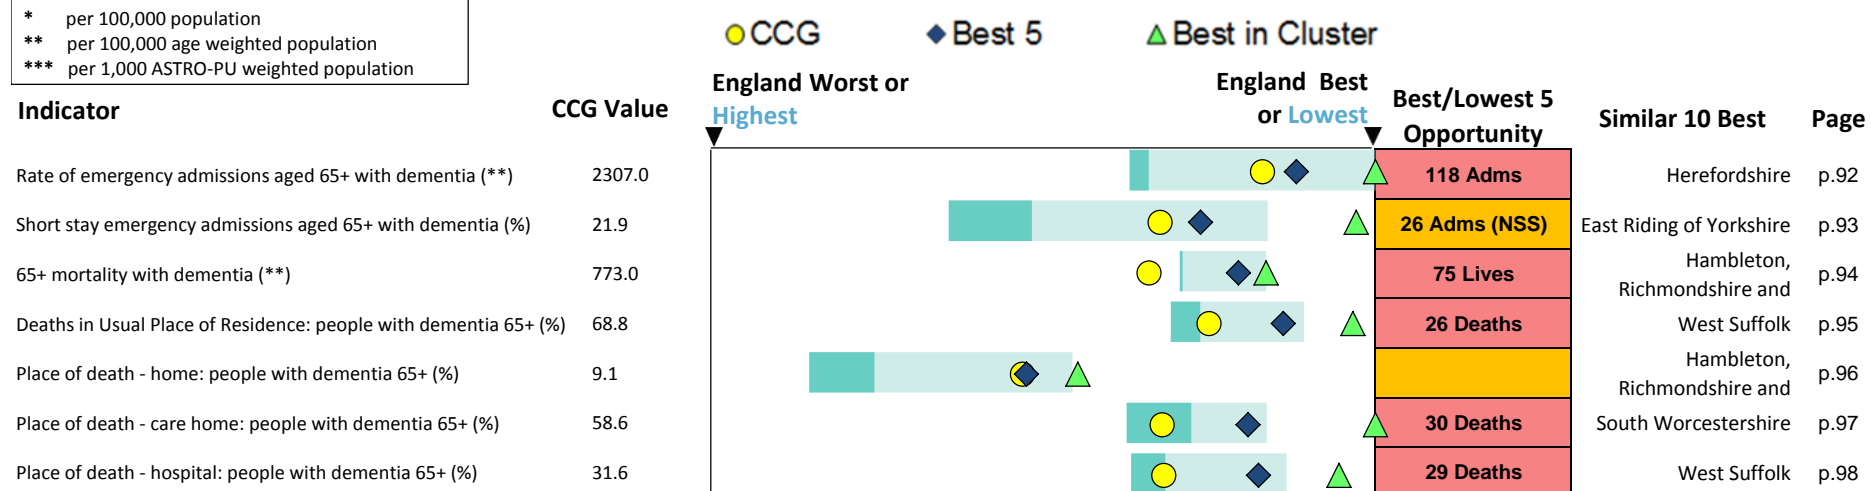 * per 100,000 population
** per 100,000 age weighted population
*** per 1,000 ASTRO-PU weighted population
CCG Best 5 Best in Cluster
Indicator CCG Value England Worst or Highest England Best or Lowest Best/Lowest 5 Opportunity Similar 10 Best Page
Rate of emergency admissions aged 65+ with dementia (**) 2307.0 118 Adms Herefordshire p.92
Short stay emergency admissions aged 65+ with dementia (%) 21.9 26 Adms (NSS) East Riding of Yorkshire p.93
65+ mortality with dementia (**) 773.0 75 Lives Hambleton, Richmondshire and p.94
Deaths in Usual Place of Residence: people with dementia 65+ (%) 68.8 26 Deaths West Suffolk p.95
Place of death - home: people with dementia 65+ (%) 9.1 Hambleton, Richmondshire and p.96
Place of death - care home: people with dementia 65+ (%) 58.6 30 Deaths South Worcestershire p.97
Place of death - hospital: people with dementia 65+ (%) 31.6 29 Deaths West Suffolk p.98